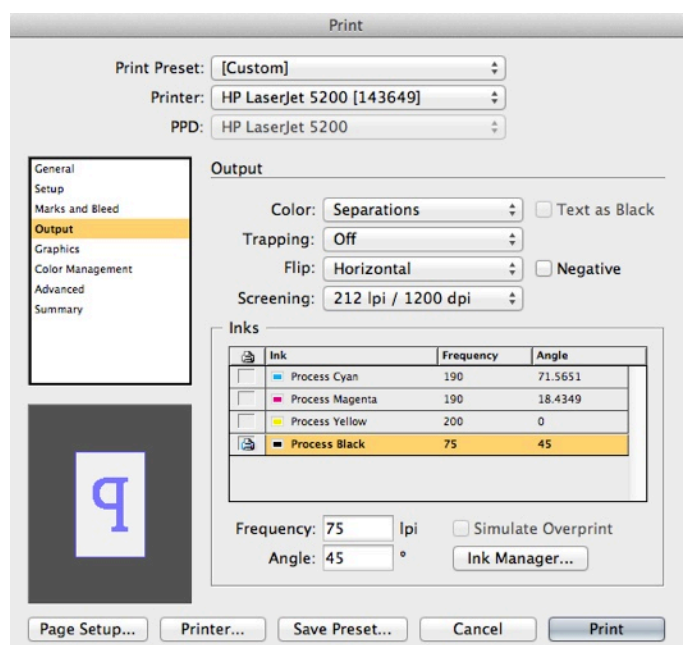 Print
Print Preset: [Custom]
Printer: HP LaserJet 5200 [143649]
PPD: HP LaserJet 5200
General
Setup
Marks and Bleed
Output
Graphics
Color Management
Advanced
Summary
Output
Color: Separations Text as Black
Trapping: Off
Flip: Horizontal Negative
Screening: 212 lpi / 1200 dpi
Inks
Ink Frequency Angle
Process Cyan 190 71.5651
Process Magenta 190 18.4349
Process Yellow 200 0
Process Black 75 45
Frequency: 75 lpi Simulate Overprint
Angle: 45 ° Ink Manager...
Page Setup... Printer... Save Preset... Cancel Print